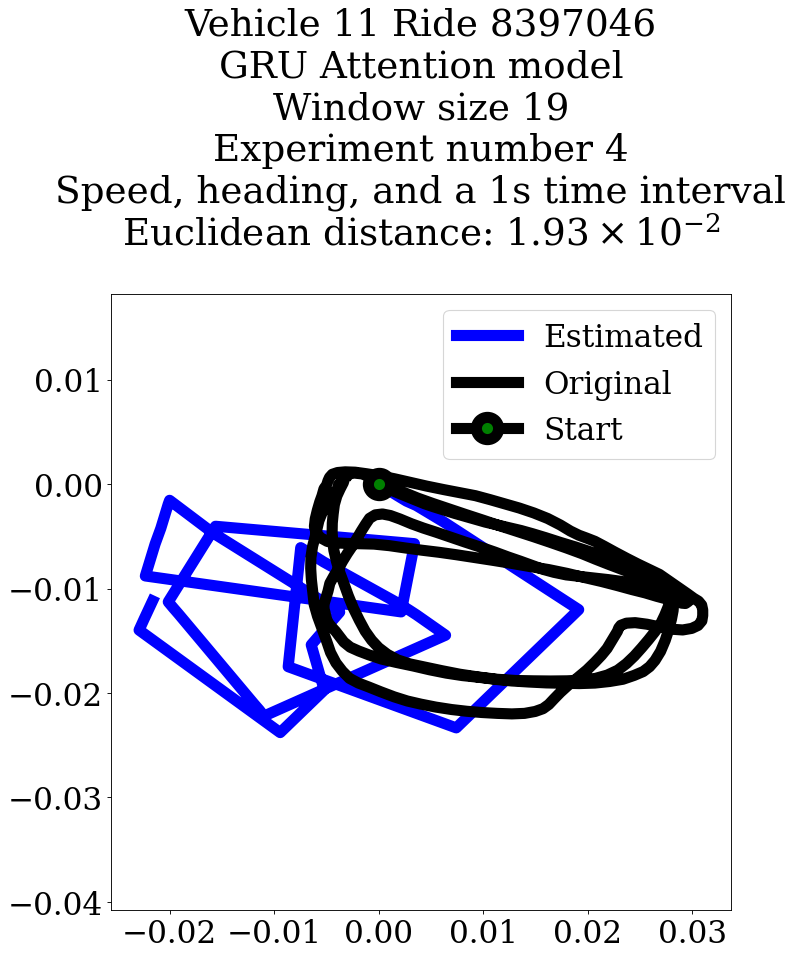 Vehicle 11 Ride 8397046
GRU Attention model
Window size 19
Experiment number 4
Speed, heading, and a 1s time interval
Euclidean distance: 1.93 × 10⁻²
Estimated
Original
Start
0.01
0.00
−0.01
−0.02
−0.03
−0.04
−0.02 −0.01 0.00 0.01 0.02 0.03